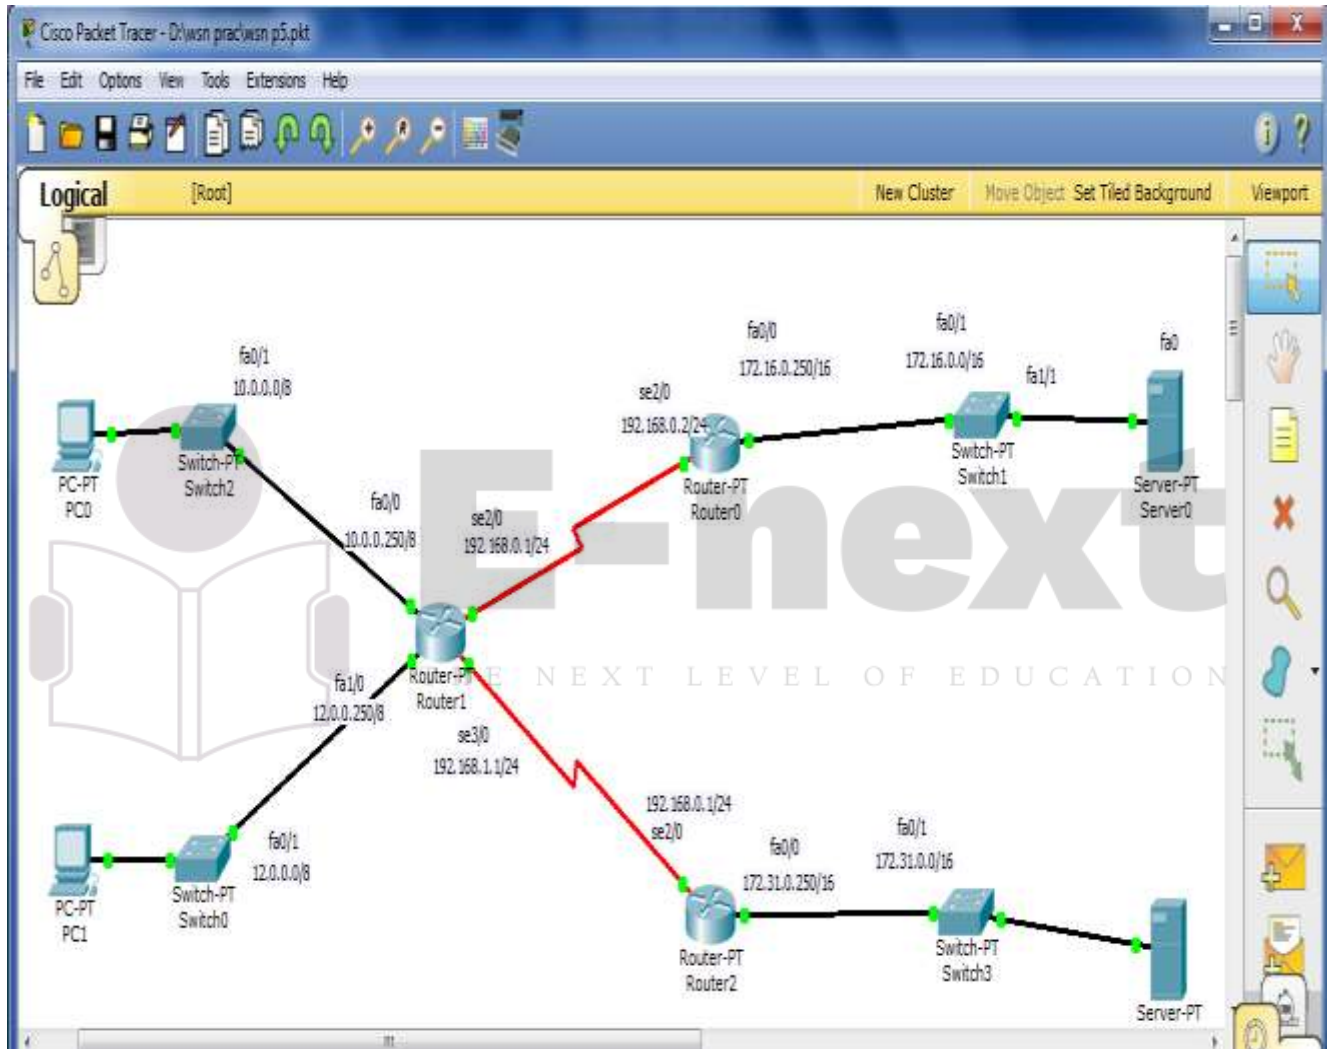 Cisco Packet Tracer - D:\wsn prac\wsn p5.pkt
File Edit Options View Tools Extensions Help
Logical [Root] New Cluster Move Object Set Tiled Background Viewport
fa0/1
10.0.0.0/8
PC-PT
PC0
Switch-PT
Switch2
fa0/0
10.0.0.250/8
se2/0
192.168.0.1/24
se2/0
192.168.0.2/24
Router-PT
Router0
fa0/0
172.16.0.250/16
fa0/1
172.16.0.0/16
fa1/1
fa0
Switch-PT
Switch1
Server-PT
Server0
E-next
THE NEXT LEVEL OF EDUCATION
Router-PT
Router1
fa1/0
12.0.0.250/8
se3/0
192.168.1.1/24
fa0/1
12.0.0.0/8
PC-PT
PC1
Switch-PT
Switch0
192.168.0.1/24
se2/0
fa0/0
172.31.0.250/16
fa0/1
172.31.0.0/16
Router-PT
Router2
Switch-PT
Switch3
Server-PT